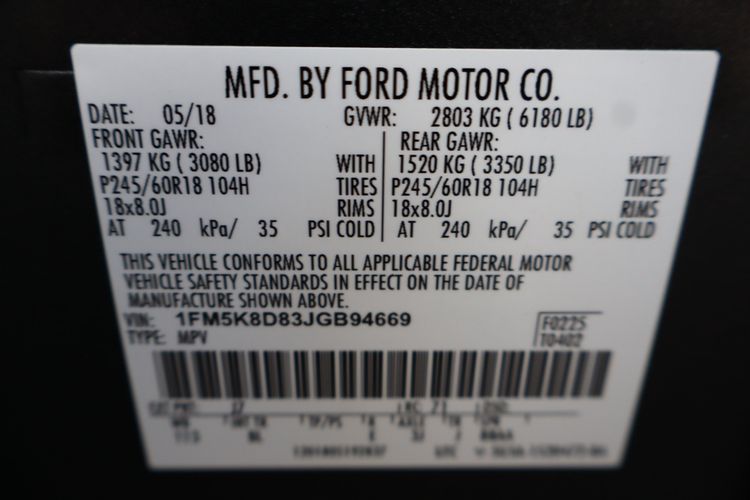 MFD. BY FORD MOTOR CO.
DATE: 05/18 GVWR: 2803 KG ( 6180 LB)
FRONT GAWR: REAR GAWR:
1397 KG ( 3080 LB) WITH 1520 KG ( 3350 LB) WITH
P245/60R18 104H TIRES P245/60R18 104H TIRES
18x8.0J RIMS 18x8.0J RIMS
AT 240 kPa/ 35 PSI COLD AT 240 kPa/ 35 PSI COLD
THIS VEHICLE CONFORMS TO ALL APPLICABLE FEDERAL MOTOR
VEHICLE SAFETY STANDARDS IN EFFECT ON THE DATE OF
MANUFACTURE SHOWN ABOVE.
VIN: 1FM5K8D83JGB94669 F0225
TYPE: MPV T0402